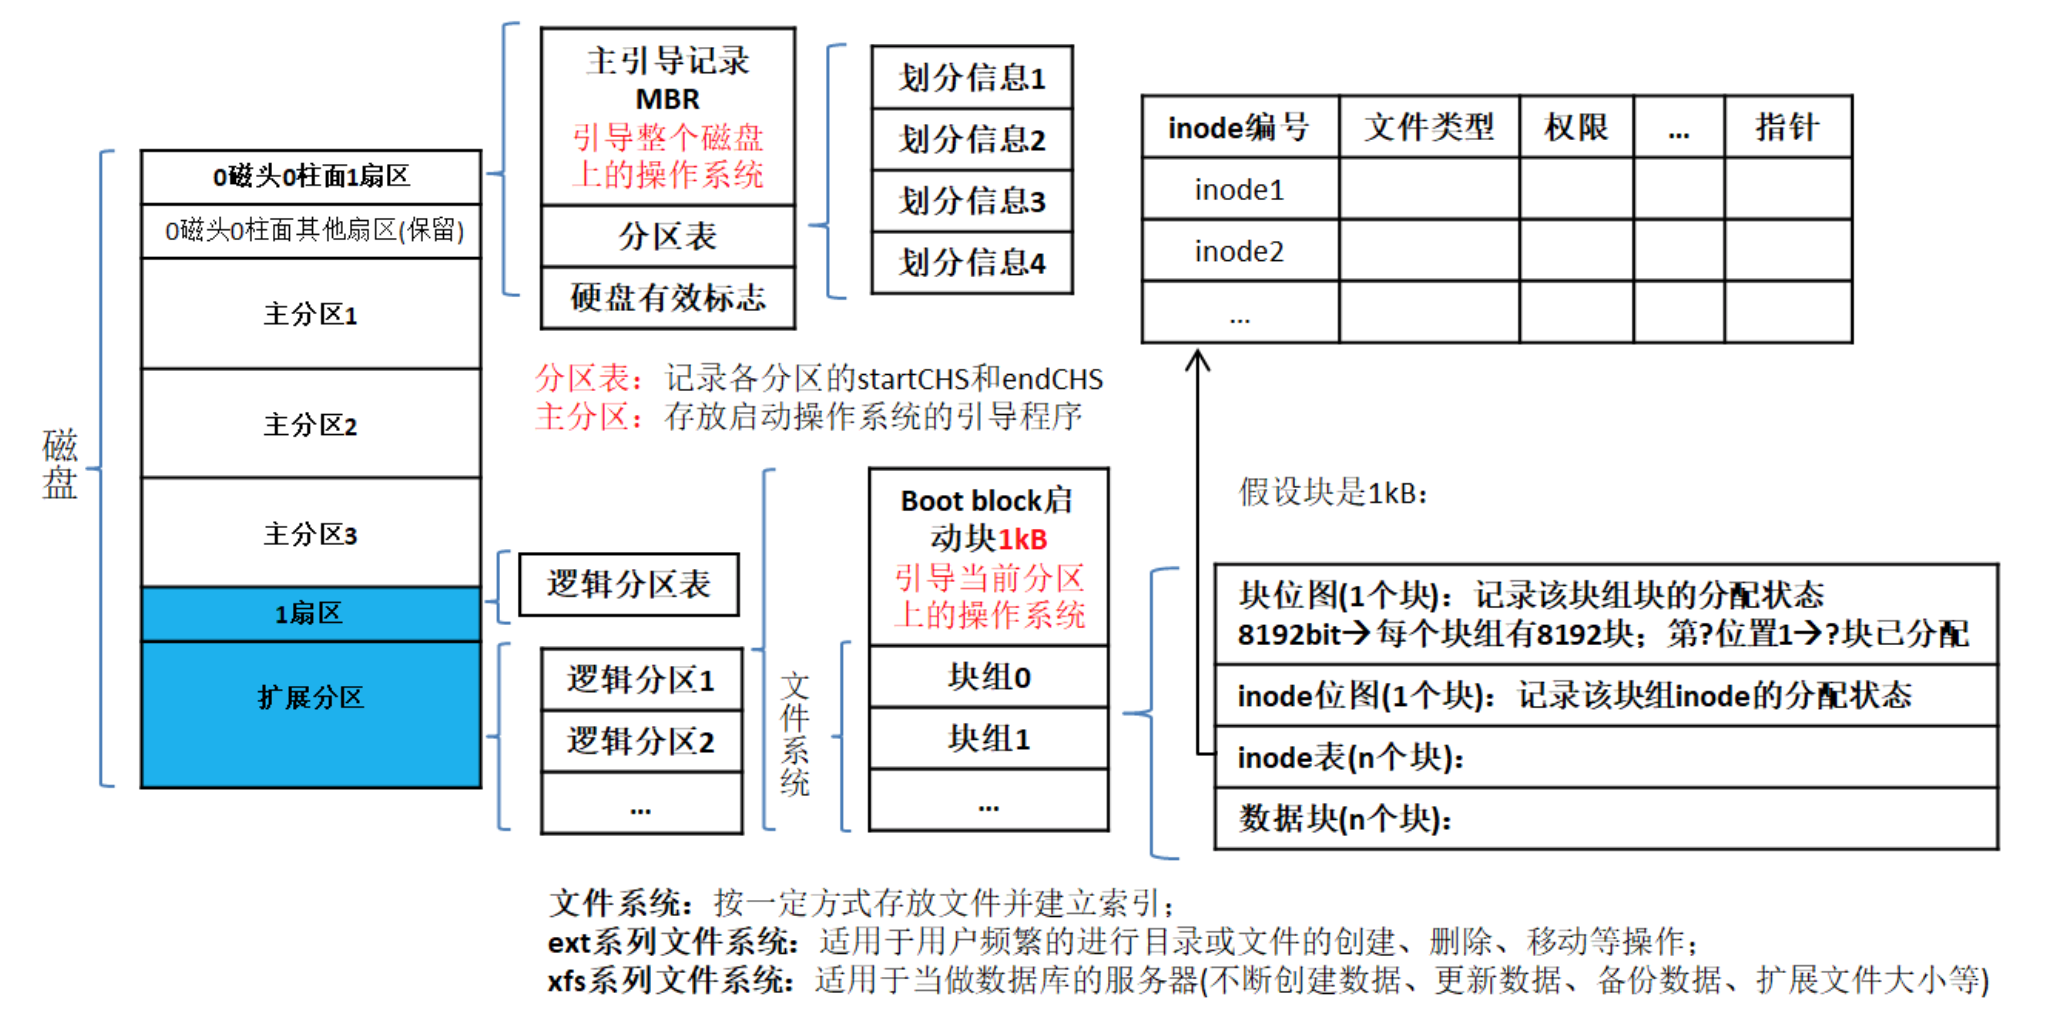 磁
盘
0磁头0柱面1扇区
0磁头0柱面其他扇区(保留)
主分区1
主分区2
主分区3
1扇区
扩展分区
主引导记录
MBR
引导整个磁盘
上的操作系统
分区表
硬盘有效标志
划分信息1
划分信息2
划分信息3
划分信息4
分区表：记录各分区的startCHS和endCHS
主分区：存放启动操作系统的引导程序
inode编号 文件类型 权限 ... 指针
inode1
inode2
...
逻辑分区表
逻辑分区1
逻辑分区2
...
文
件
系
统
Boot block启
动块1kB
引导当前分区
上的操作系统
块组0
块组1
...
假设块是1kB：
块位图(1个块)：记录该块组块的分配状态
8192bit→每个块组有8192块；第?位置1→?块已分配
inode位图(1个块)：记录该块组inode的分配状态
inode表(n个块)：
数据块(n个块)：
文件系统：按一定方式存放文件并建立索引；
ext系列文件系统：适用于用户频繁的进行目录或文件的创建、删除、移动等操作；
xfs系列文件系统：适用于当做数据库的服务器(不断创建数据、更新数据、备份数据、扩展文件大小等)